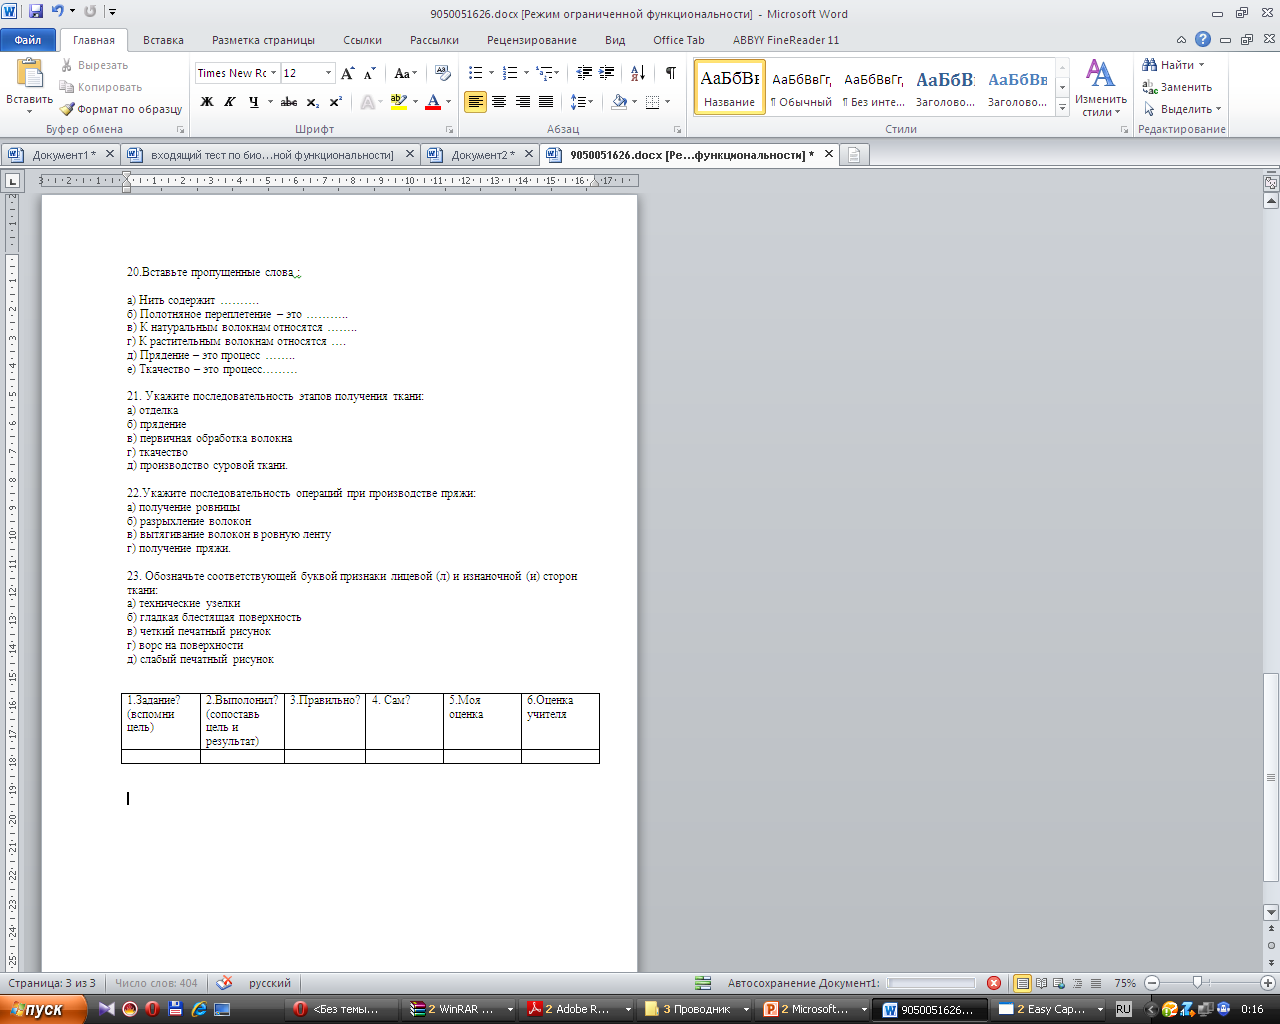 9050051626.docx [Режим ограниченной функциональности] - Microsoft Word
Файл Главная Вставка Разметка страницы Ссылки Рассылки Рецензирование Вид Office Tab ABBYY FineReader 11
Вставить
Вырезать
Копировать
Формат по образцу
Буфер обмена
Times New Ro 12
Ж К Ч abc x₂ x²
Шрифт
Абзац
АаБбВв АаБбВвГг, АаБбВвГг, АаБбВв АаБбВв
Название ¶ Обычный ¶ Без инте... Заголово... Заголово...
Изменить стили
Стили
Найти
Заменить
Выделить
Редактирование
Документ1 * входящий тест по био...ной функциональности] Документ2 * 9050051626.docx [Ре...функциональности] *
20.Вставьте пропущенные слова :
а) Нить содержит ……….
б) Полотняное переплетение – это ………..
в) К натуральным волокнам относятся ……..
г) К растительным волокнам относятся ….
д) Прядение – это процесс ……..
е) Ткачество – это процесс………
21. Укажите последовательность этапов получения ткани:
а) отделка
б) прядение
в) первичная обработка волокна
г) ткачество
д) производство суровой ткани.
22.Укажите последовательность операций при производстве пряжи:
а) получение ровницы
б) разрыхление волокон
в) вытягивание волокон в ровную ленту
г) получение пряжи.
23. Обозначьте соответствующей буквой признаки лицевой (л) и изнаночной (и) сторон
ткани:
а) технические узелки
б) гладкая блестящая поверхность
в) четкий печатный рисунок
г) ворс на поверхности
д) слабый печатный рисунок
1.Задание? 2.Выполонил? 3.Правильно? 4. Сам? 5.Моя 6.Оценка
(вспомни (сопоставь оценка учителя
цель) цель и
результат)
Страница: 3 из 3 Число слов: 404 русский Автосохранение Документ1: 75%
пуск <Без темы... 2 WinRAR ... 2 Adobe R... 3 Проводник 2 Microsoft... 9050051626... 2 Easy Cap... RU 0:16